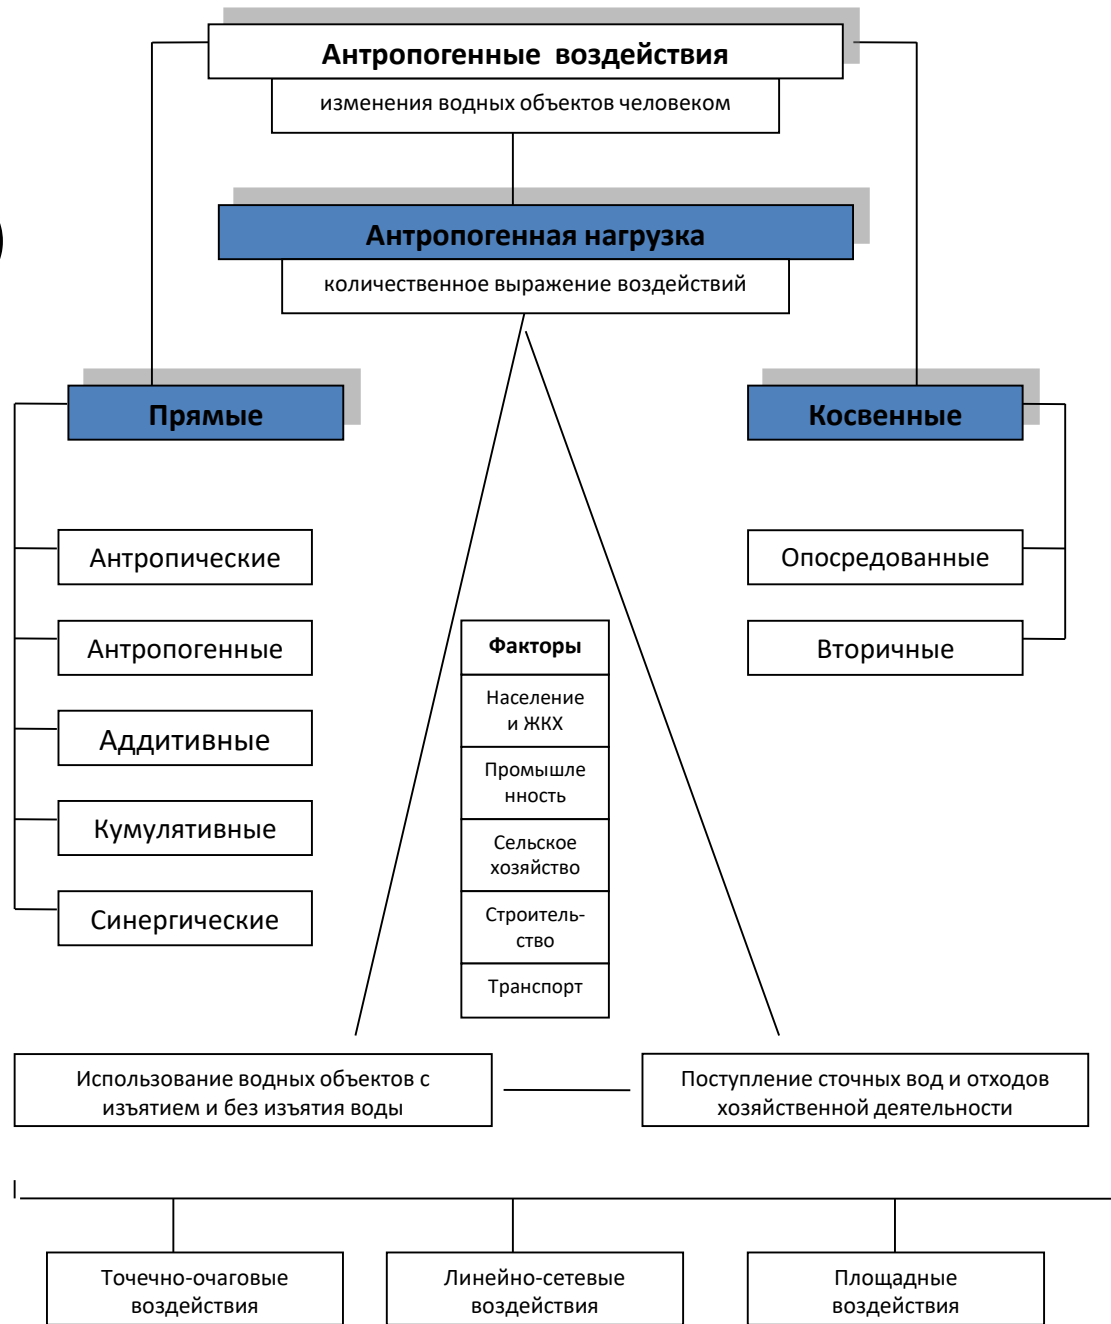 Антропогенные воздействия
изменения водных объектов человеком
Антропогенная нагрузка
количественное выражение воздействий
Прямые
Косвенные
Антропические
Антропогенные
Аддитивные
Кумулятивные
Синергические
Опосредованные
Вторичные
Факторы
Население
и ЖКХ
Промышле
нность
Сельское
хозяйство
Строитель-
ство
Транспорт
Использование водных объектов с
изъятием и без изъятия воды
Поступление сточных вод и отходов
хозяйственной деятельности
Точечно-очаговые
воздействия
Линейно-сетевые
воздействия
Площадные
воздействия